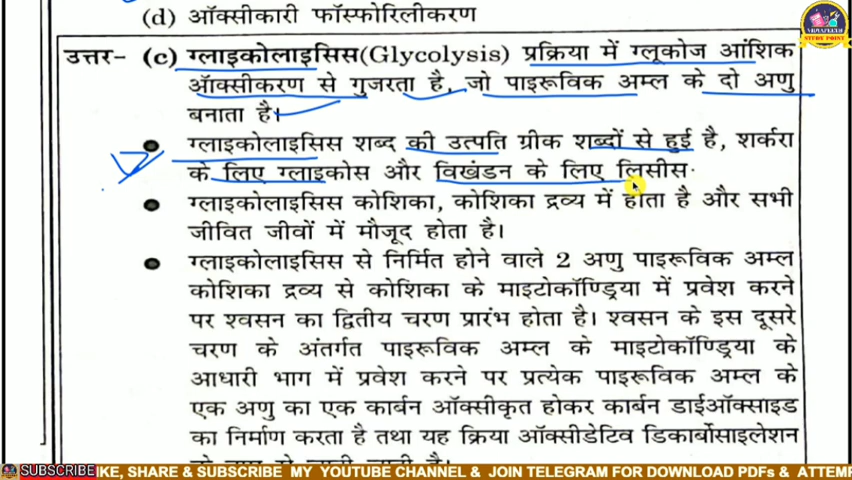 (d) ऑक्सीकारी फॉस्फोरिलीकरण
उत्तर- (c) ग्लाइकोलाइसिस(Glycolysis) प्रक्रिया में ग्लूकोज आंशिक
ऑक्सीकरण से गुजरता है, जो पाइरूविक अम्ल के दो अणु
बनाता है।
ग्लाइकोलाइसिस शब्द की उत्पति ग्रीक शब्दों से हुई है, शर्करा
के लिए ग्लाइकोस और विखंडन के लिए लिसीस
ग्लाइकोलाइसिस कोशिका, कोशिका द्रव्य में होता है और सभी
जीवित जीवों में मौजूद होता है।
ग्लाइकोलाइसिस से निर्मित होने वाले 2 अणु पाइरूविक अम्ल
कोशिका द्रव्य से कोशिका के माइटोकॉण्ड्रिया में प्रवेश करने
पर श्वसन का द्वितीय चरण प्रारंभ होता है। श्वसन के इस दूसरे
चरण के अंतर्गत पाइरूविक अम्ल के माइटोकॉण्ड्रिया के
आधारी भाग में प्रवेश करने पर प्रत्येक पाइरूविक अम्ल के
एक अणु का एक कार्बन ऑक्सीकृत होकर कार्बन डाईऑक्साइड
का निर्माण करता है तथा यह क्रिया ऑक्सीडेटिव डिकार्बोसाइलेशन
STUDY POINT
SUBSCRIBE IKE, SHARE & SUBSCRIBE MY YOUTUBE CHANNEL & JOIN TELEGRAM FOR DOWNLOAD PDFs & ATTEMP